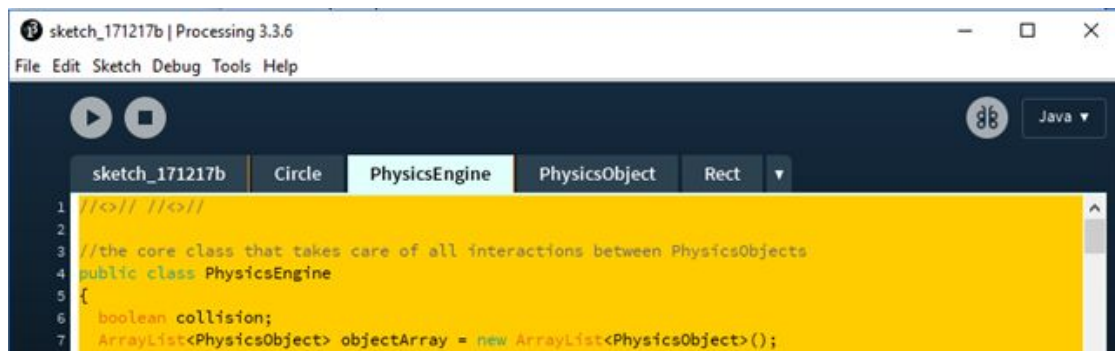 sketch_171217b | Processing 3.3.6
File Edit Sketch Debug Tools Help
Java ▾
sketch_171217b Circle PhysicsEngine PhysicsObject Rect ▾
1 //<>// //<>//
2
3 //the core class that takes care of all interactions between PhysicsObjects
4 public class PhysicsEngine
5 {
6 boolean collision;
7 ArrayList<PhysicsObject> objectArray = new ArrayList<PhysicsObject>();